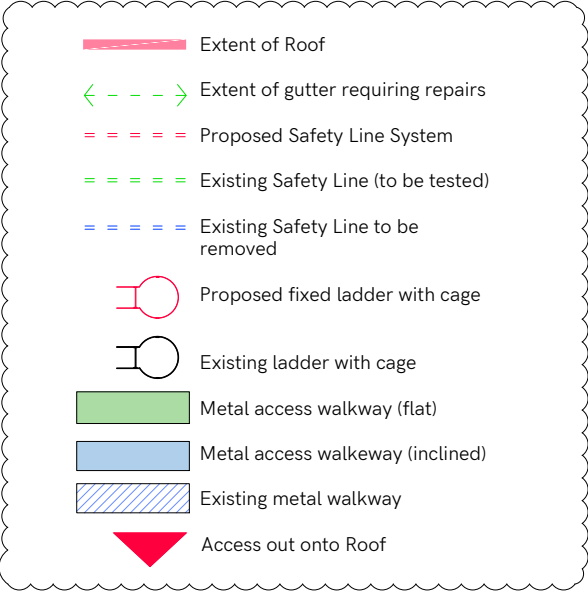 Extent of Roof
Extent of gutter requiring repairs
Proposed Safety Line System
Existing Safety Line (to be tested)
Existing Safety Line to be
removed
Proposed fixed ladder with cage
Existing ladder with cage
Metal access walkway (flat)
Metal access walkeway (inclined)
Existing metal walkway
Access out onto Roof